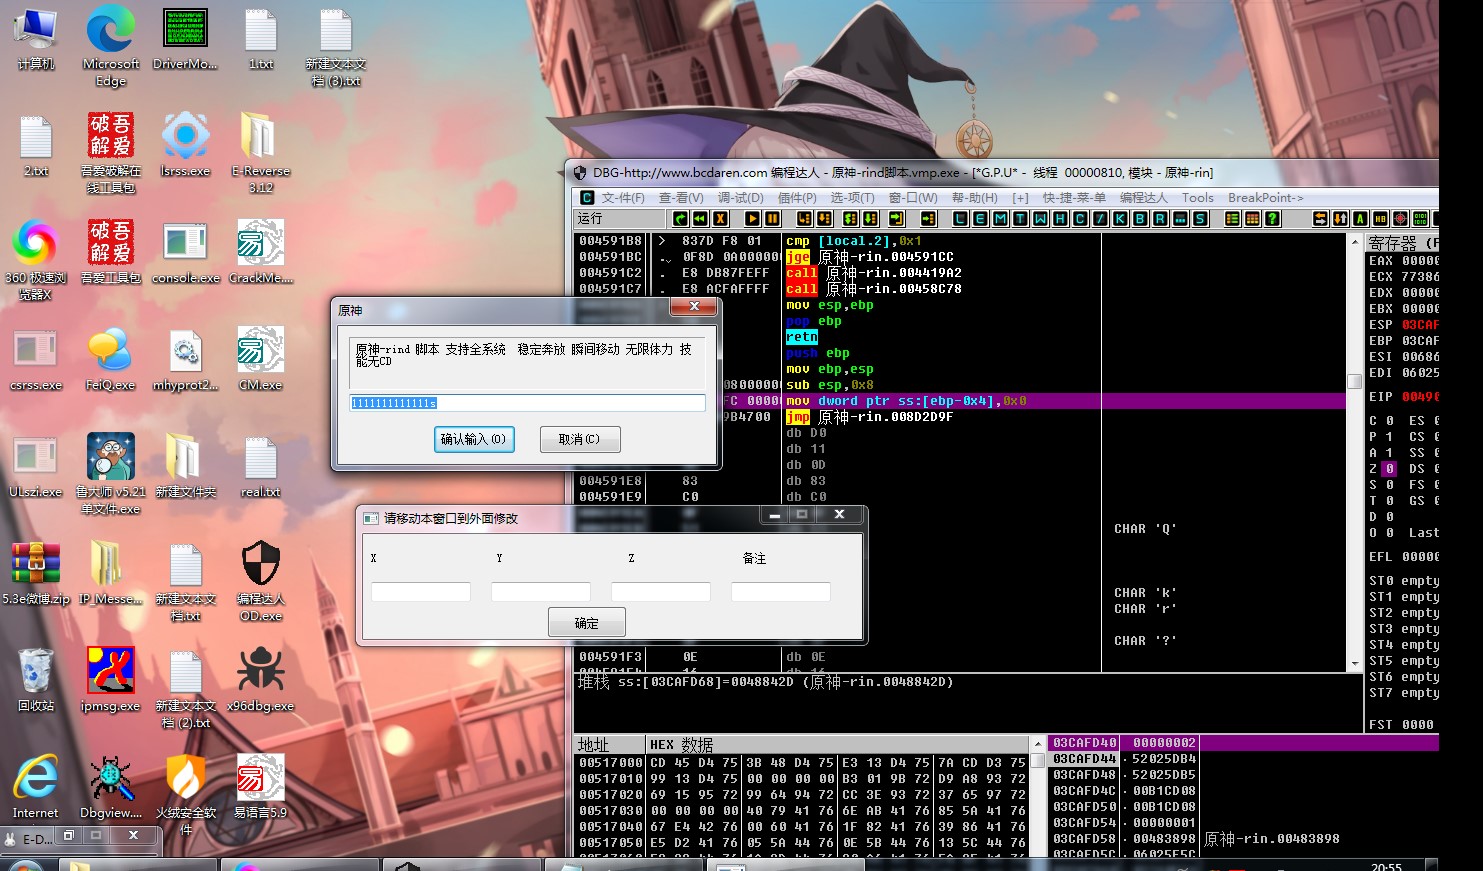 计算机
Microsoft Edge
DriverMo...
1.txt
新建文本文档 (3).txt
2.txt
吾爱破解在线工具包
lsrss.exe
E-Reverse 3.12
360 极速浏览器X
吾爱工具包
console.exe
CrackMe....
csrss.exe
FeiQ.exe
mhyprot2...
CM.exe
ULszi.exe
鲁大师 v5.21 单文件.exe
新建文件夹
real.txt
5.3e微博.zip
IP_Messe...
新建文本文档.txt
编程达人 OD.exe
回收站
ipmsg.exe
新建文本文档 (2).txt
x96dbg.exe
Internet
Dbgview....
火绒安全软件
易语言5.9
E-D...
DBG-http://www.bcdaren.com 编程达人 - 原神-rind脚本.vmp.exe - [*G.P.U* - 线程 00000810, 模块 - 原神-rin]
文-件(F) 查-看(V) 调-试(D) 插件(P) 选-项(T) 窗-口(W) 帮-助(H) [+] 快-捷-菜-单 编程达人 Tools BreakPoint->
运行
L E M T W H C / K B R ... S
004591B8 > 837D F8 01 cmp [local.2],0x1
004591BC 0F8D 0A000000 jge 原神-rin.004591CC
004591C2 . E8 DB87FEFF call 原神-rin.004419A2
004591C7 . E8 ACFAFFFF call 原神-rin.00458C78
mov esp,ebp
pop ebp
retn
push ebp
mov ebp,esp
08000000 sub esp,0x8
FC 0000 mov dword ptr ss:[ebp-0x4],0x0
9B4700 jmp 原神-rin.008D2D9F
db D0
db 11
db 0D
004591E8 83 db 83
004591E9 C0 db C0
CHAR 'Q'
CHAR 'k'
CHAR 'r'
CHAR '?'
004591F3 0E db 0E
堆栈 ss:[03CAFD68]=0048842D (原神-rin.0048842D)
寄存器 (F
EAX 00000
ECX 77386
EDX 00000
EBX 00000
ESP 03CAF
EBP 03CAF
ESI 00686
EDI 06025
EIP 00490
C 0 ES 0
P 1 CS 0
A 1 SS 0
Z 0 DS 0
S 0 FS 0
T 0 GS 0
D 0
O 0 Last
EFL 00000
ST0 empty
ST1 empty
ST2 empty
ST3 empty
ST4 empty
ST5 empty
ST6 empty
ST7 empty
FST 0000
原神
原神-rind 脚本 支持全系统 稳定奔放 瞬间移动 无限体力 技能无CD
1111111111111s
确认输入(O)
取消(C)
请移动本窗口到外面修改
X Y Z 备注
确定
地址 HEX 数据
00517000 CD 45 D4 75 3B 48 D4 75 E3 13 D4 75 7A CD D3 75
00517010 99 13 D4 75 00 00 00 00 B3 01 9B 72 D9 A8 93 72
00517020 69 15 95 72 99 64 94 72 CC 3E 93 72 37 65 97 72
00517030 00 00 00 00 40 79 41 76 6E AB 41 76 85 5A 41 76
00517040 67 E4 42 76 00 60 41 76 1F 82 41 76 39 86 41 76
00517050 E5 D2 41 76 05 5A 44 76 0E 5B 44 76 13 5C 44 76
03CAFD40 00000002
03CAFD44 52025DB4
03CAFD48 52025DB5
03CAFD4C 00B1CD08
03CAFD50 00B1CD08
03CAFD54 00000001
03CAFD58 00483898 原神-rin.00483898
03CAFD5C 06025F5C
20:55